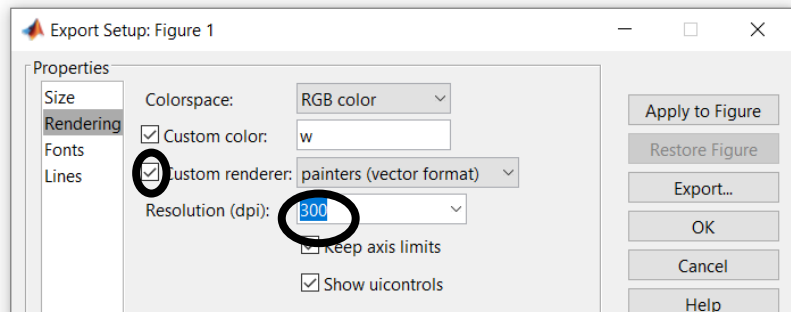 Export Setup: Figure 1
Properties
Size
Rendering
Fonts
Lines
Colorspace: RGB color
Custom color: w
Custom renderer: painters (vector format)
Resolution (dpi): 300
Keep axis limits
Show uicontrols
Apply to Figure
Restore Figure
Export...
OK
Cancel
Help